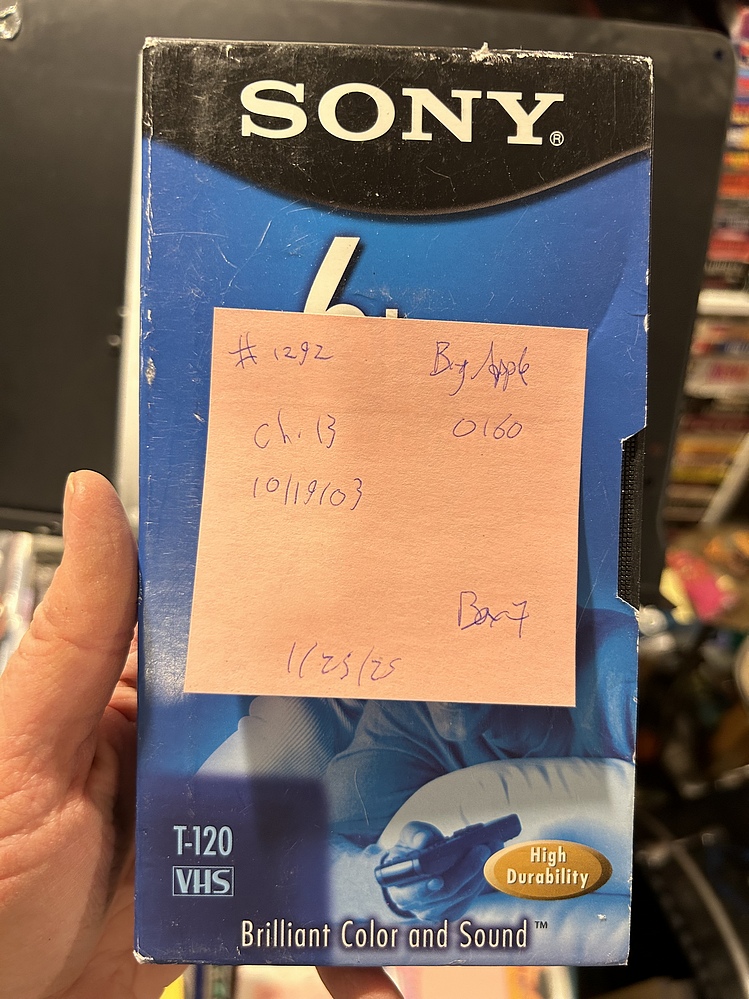 SONY®
6
# 1292 Big Apple
ch. 13 0160
10/19/03
Box 7
1/25/25
T-120
VHS
High
Durability
Brilliant Color and Sound™